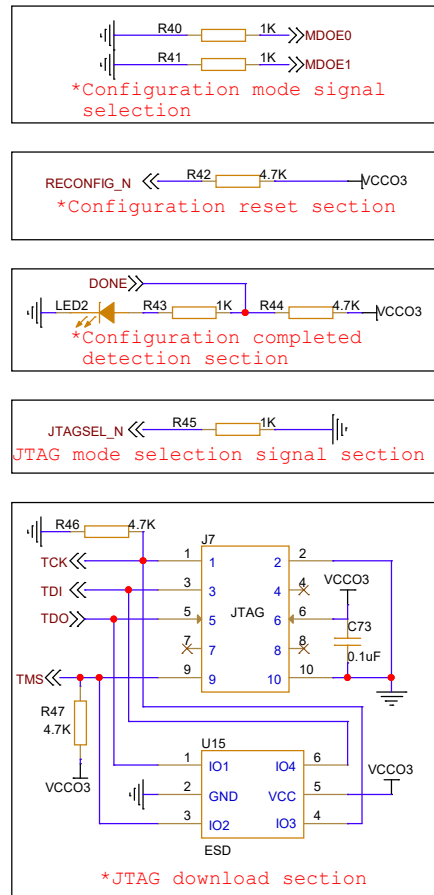 R40 1K MDOE0
R41 1K MDOE1
*Configuration mode signal
selection
RECONFIG_N R42 4.7K VCCO3
*Configuration reset section
DONE
LED2 R43 1K R44 4.7K VCCO3
*Configuration completed
detection section
JTAGSEL_N R45 1K
JTAG mode selection signal section
R46 4.7K J7
TCK 1 1 2 2
TDI 3 3 4 4 VCCO3
TDO 5 5 JTAG 6 6 C73
7 7 8 8 0.1uF
TMS 9 9 10 10
R47
4.7K
VCCO3
U15
1 IO1 IO4 6
2 GND VCC 5 VCCO3
3 IO2 IO3 4
ESD
*JTAG download section